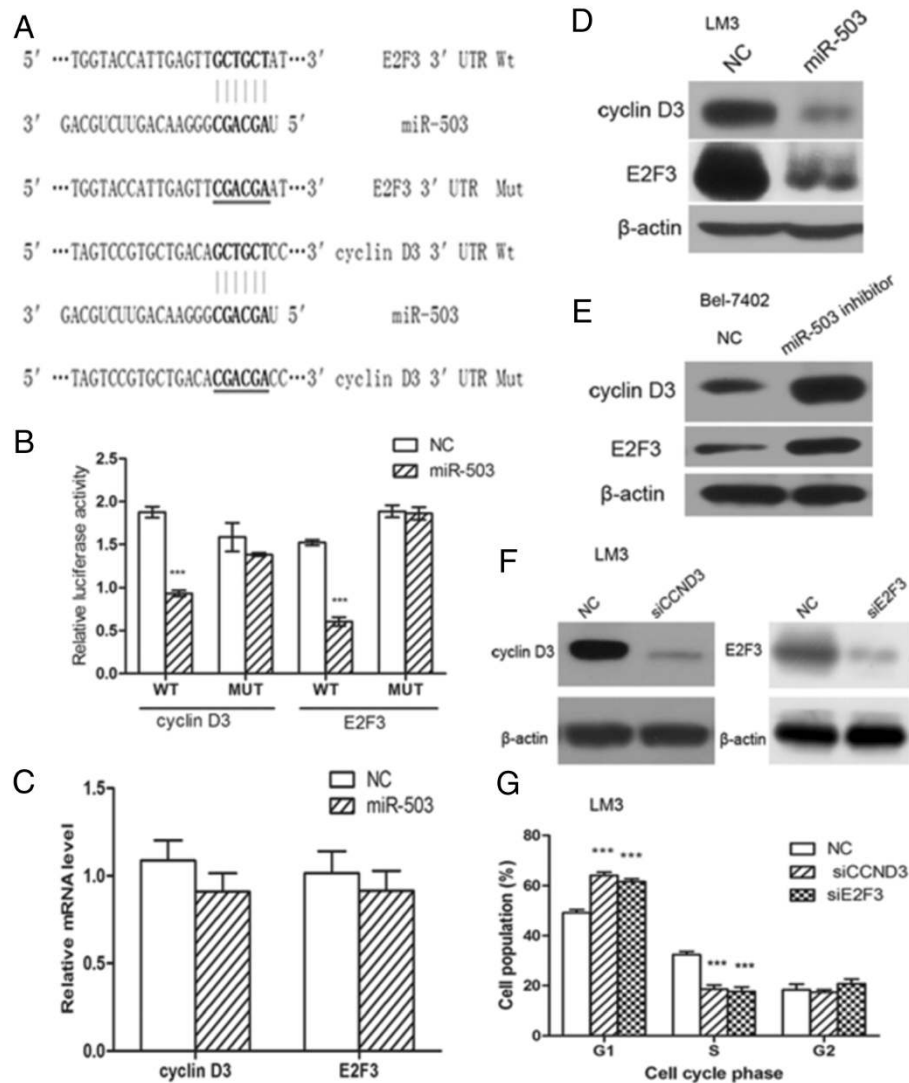 A
5′ ···TGGTACCATTGAGTTGCTGCTAT···3′ E2F3 3′ UTR Wt
3′ GACGUCUUGACAAGGGCGACGAU 5′ miR-503
5′ ···TGGTACCATTGAGTTCGACGAAT···3′ E2F3 3′ UTR Mut
5′ ···TAGTCCGTGCTGACAGCTGCTCC···3′ cyclin D3 3′ UTR Wt
3′ GACGUCUUGACAAGGGCGACGAU 5′ miR-503
5′ ···TAGTCCGTGCTGACACGACGACC···3′ cyclin D3 3′ UTR Mut
B
Relative luciferase activity
2.5
2.0
1.5
1.0
0.5
0.0
NC
miR-503
***
***
WT MUT WT MUT
cyclin D3 E2F3
C
Relative mRNA level
1.5
1.0
0.5
0.0
NC
miR-503
cyclin D3 E2F3
D
LM3
NC miR-503
cyclin D3
E2F3
β-actin
E
Bel-7402
NC miR-503 inhibitor
cyclin D3
E2F3
β-actin
F
LM3
NC siCCND3
cyclin D3
β-actin
NC siE2F3
E2F3
β-actin
G
LM3
Cell population (%)
80
60
40
20
0
NC
siCCND3
siE2F3
*** ***
*** ***
G1 S G2
Cell cycle phase